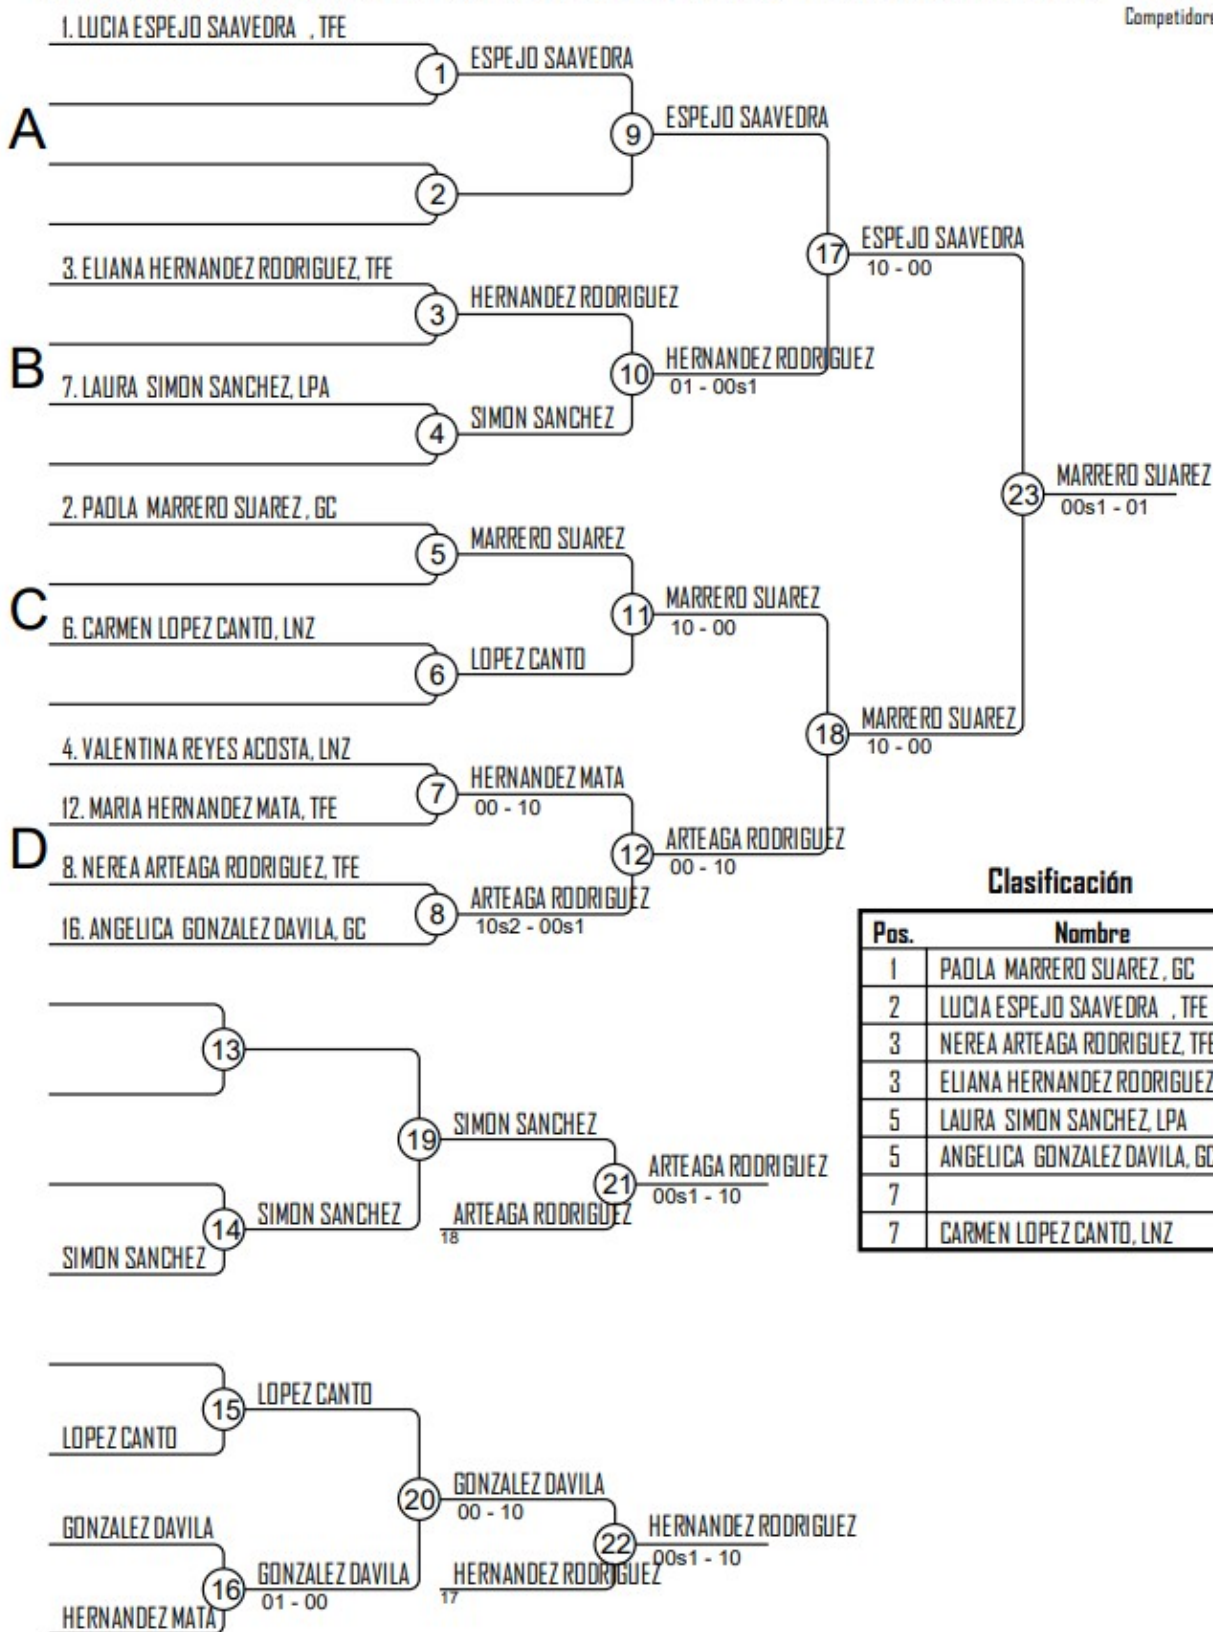 Competidore
1. LUCIA ESPEJO SAAVEDRA , TFE
1 ESPEJO SAAVEDRA
A
9 ESPEJO SAAVEDRA
2
17 ESPEJO SAAVEDRA
10 - 00
3. ELIANA HERNANDEZ RODRIGUEZ, TFE
3 HERNANDEZ RODRIGUEZ
B
10 HERNANDEZ RODRIGUEZ
01 - 00s1
7. LAURA SIMON SANCHEZ, LPA
4 SIMON SANCHEZ
23 MARRERO SUAREZ
00s1 - 01
2. PAOLA MARRERO SUAREZ , GC
5 MARRERO SUAREZ
C
11 MARRERO SUAREZ
10 - 00
6. CARMEN LOPEZ CANTO, LNZ
6 LOPEZ CANTO
18 MARRERO SUAREZ
10 - 00
4. VALENTINA REYES ACOSTA, LNZ
7 HERNANDEZ MATA
00 - 10
12. MARIA HERNANDEZ MATA, TFE
D
12 ARTEAGA RODRIGUEZ
00 - 10
8. NEREA ARTEAGA RODRIGUEZ, TFE
8 ARTEAGA RODRIGUEZ
10s2 - 00s1
16. ANGELICA GONZALEZ DAVILA, GC
Clasificación
Pos. Nombre
1 PAOLA MARRERO SUAREZ , GC
2 LUCIA ESPEJO SAAVEDRA , TFE
3 NEREA ARTEAGA RODRIGUEZ, TFE
3 ELIANA HERNANDEZ RODRIGUEZ
5 LAURA SIMON SANCHEZ, LPA
5 ANGELICA GONZALEZ DAVILA, GC
7
7 CARMEN LOPEZ CANTO, LNZ
13
19 SIMON SANCHEZ
21 ARTEAGA RODRIGUEZ
00s1 - 10
14 SIMON SANCHEZ
ARTEAGA RODRIGUEZ
18
SIMON SANCHEZ
15 LOPEZ CANTO
LOPEZ CANTO
20 GONZALEZ DAVILA
00 - 10
GONZALEZ DAVILA
22 HERNANDEZ RODRIGUEZ
00s1 - 10
16 GONZALEZ DAVILA
01 - 00
HERNANDEZ RODRIGUEZ
17
HERNANDEZ MATA